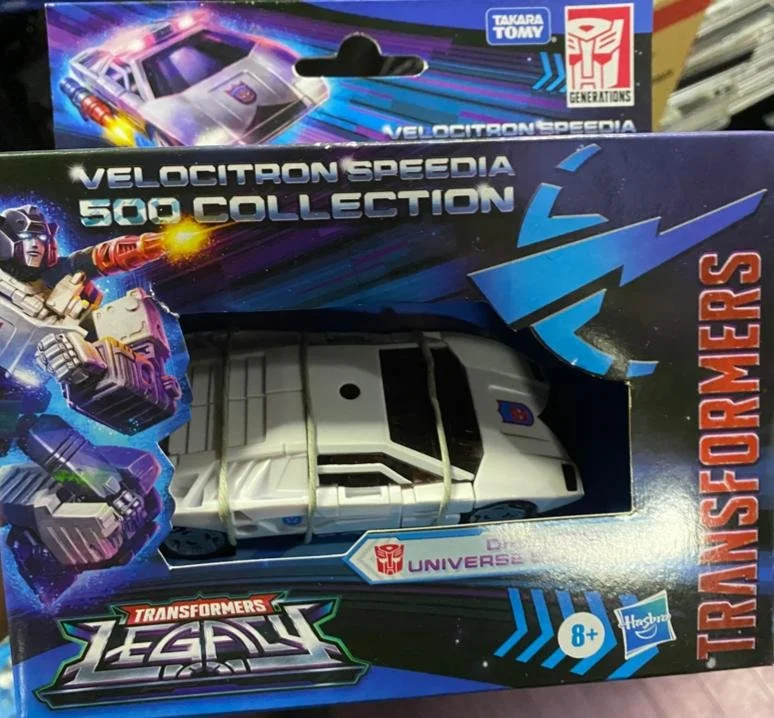 TAKARA
TOMY
GENERATIONS
VELOCITRON SPEEDIA
VELOCITRON SPEEDIA
500 COLLECTION
TRANSFORMERS
UNIVERSE
TRANSFORMERS
LEGACY
8+
Hasbro